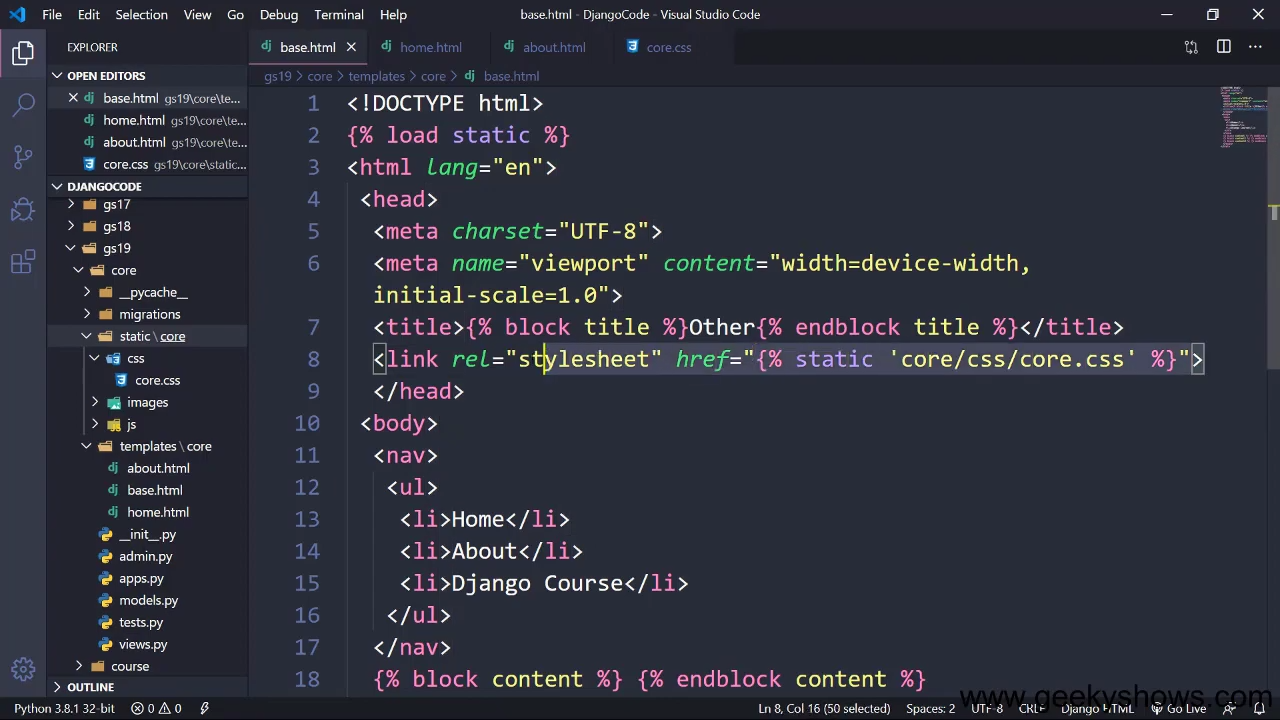 File Edit Selection View Go Debug Terminal Help base.html - DjangoCode - Visual Studio Code
EXPLORER
base.html home.html about.html core.css
OPEN EDITORS
gs19 > core > templates > core > base.html
base.html gs19\core\te...
home.html gs19\core\te...
about.html gs19\core\te...
core.css gs19\core\static...
DJANGOCODE
gs17
gs18
gs19
core
__pycache__
migrations
static \ core
css
core.css
images
js
templates \ core
about.html
base.html
home.html
__init__.py
admin.py
apps.py
models.py
tests.py
views.py
course
OUTLINE
1 <!DOCTYPE html>
2 {% load static %}
3 <html lang="en">
4 <head>
5 <meta charset="UTF-8">
6 <meta name="viewport" content="width=device-width,
initial-scale=1.0">
7 <title>{% block title %}Other{% endblock title %}</title>
8 <link rel="stylesheet" href="{% static 'core/css/core.css' %}">
9 </head>
10 <body>
11 <nav>
12 <ul>
13 <li>Home</li>
14 <li>About</li>
15 <li>Django Course</li>
16 </ul>
17 </nav>
18 {% block content %} {% endblock content %}
www.geekyshows.com
Python 3.8.1 32-bit 0 0 Ln 8, Col 16 (50 selected) Spaces: 2 UTF-8 CRLF Django HTML Go Live